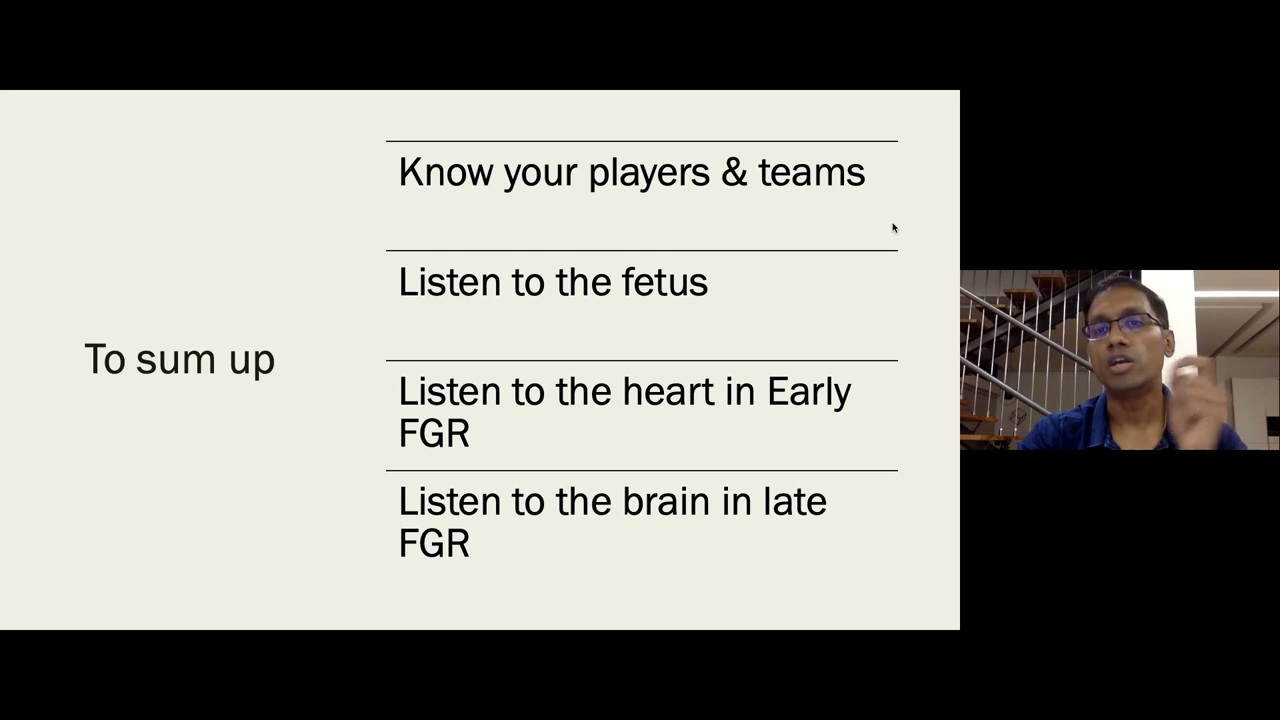 To sum up
Know your players & teams
Listen to the fetus
Listen to the heart in Early
FGR
Listen to the brain in late
FGR